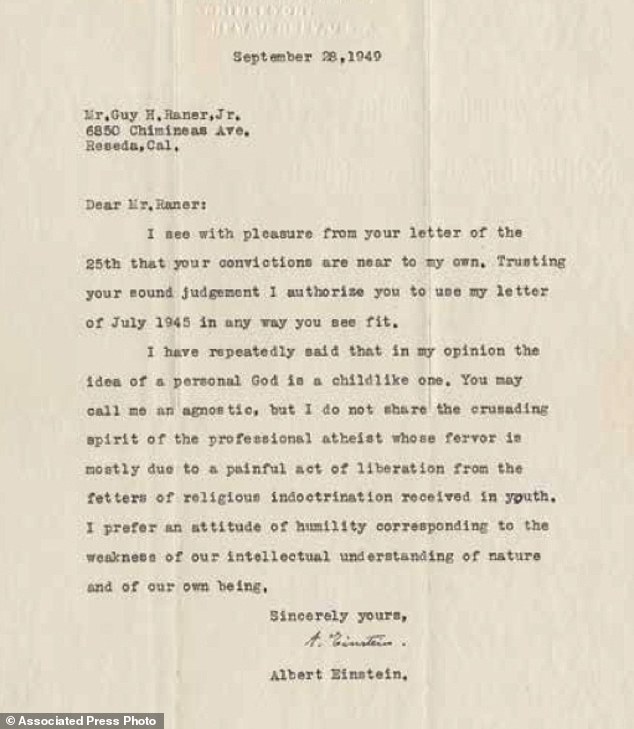 September 28,1949
Mr.Guy H.Raner,Jr.
6850 Chimineas Ave.
Reseda,Cal.
Dear Mr.Raner:
I see with pleasure from your letter of the
25th that your convictions are near to my own. Trusting
your sound judgement I authorize you to use my letter
of July 1945 in any way you see fit.
I have repeatedly said that in my opinion the
idea of a personal God is a childlike one. You may
call me an agnostic, but I do not share the crusading
spirit of the professional atheist whose fervor is
mostly due to a painful act of liberation from the
fetters of religious indoctrination received in youth.
I prefer an attitude of humility corresponding to the
weakness of our intellectual understanding of nature
and of our own being.
Sincerely yours,
A. Einstein.
Albert Einstein.
© Associated Press Photo